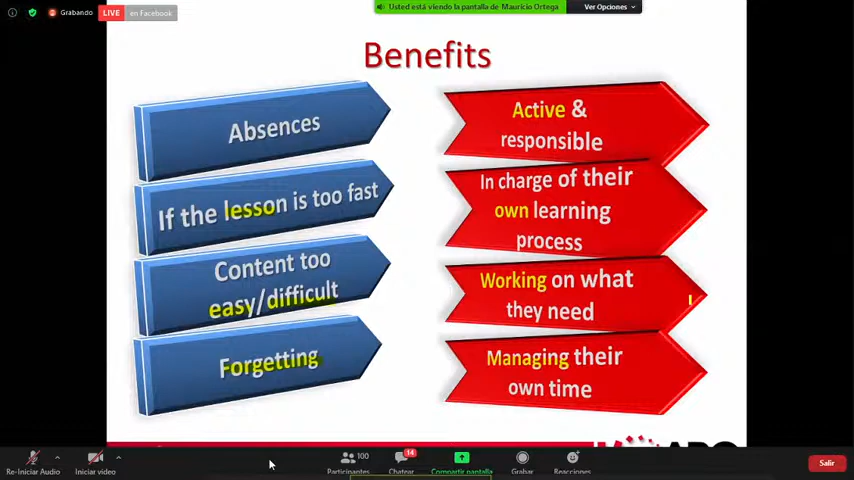 Grabando
LIVE
en Facebook
Usted está viendo la pantalla de Mauricio Ortega
Ver Opciones
Benefits
Absences
If the lesson is too fast
Content too
easy/difficult
Forgetting
Active &
responsible
In charge of their
own learning
process
Working on what
they need
Managing their
own time
Re-Iniciar Audio
Iniciar video
100
Participantes
14
Chatear
Compartir pantalla
Grabar
Reacciones
Salir